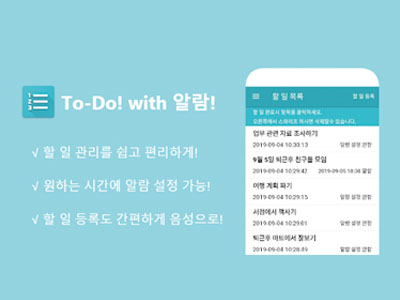 To-Do! with 알람!
√ 할 일 관리를 쉽고 편리하게!
√ 원하는 시간에 알람 설정 가능!
√ 할 일 등록도 간편하게 음성으로!
할 일 목록
할 일 등록
할 일 완료시 항목을 클릭하세요.
오른쪽에서 스와이프 하시면 삭제할수 있습니다.
업무 관련 자료 조사하기
2019-09-04 10:33:13 알람 설정 안함
9월 5일 퇴근후 친구들 모임
2019-09-04 10:29:42 2019-09-05 18:30 알람
여행 계획 짜기
2019-09-04 10:29:15 알람 설정 안함
서점에서 책사기
2019-09-04 10:29:01 알람 설정 안함
퇴근후 마트에서 장보기
2019-09-04 10:28:49 알람 설정 안함